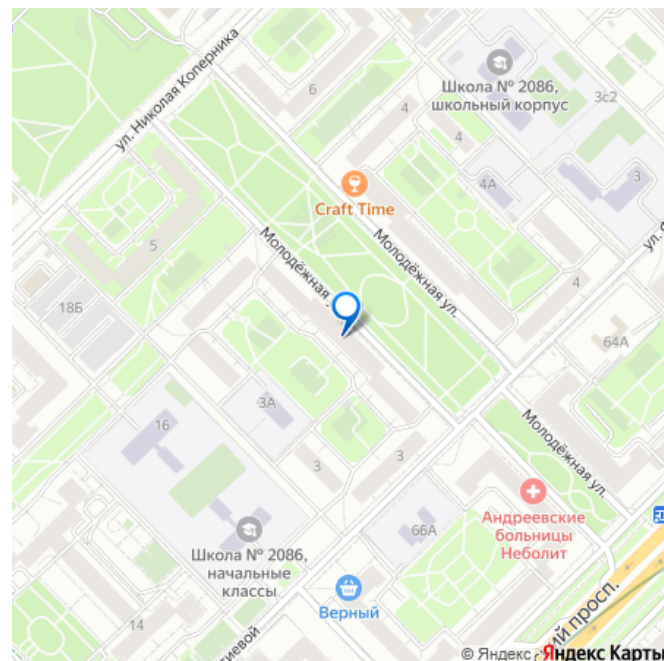 ул. Николая Коперника
6
4
4
Школа № 2086,
школьный корпус
3с2
4А
3
Craft Time
5
Молодёжная ул.
Молодёжная
4
18Б
64А
3А
16
3
3
Молодёжная ул.
66А
Андреевские
больницы
Неболит
Школа № 2086,
начальные
классы
Верный
14
просп.
© Яндекс Яндекс Карты